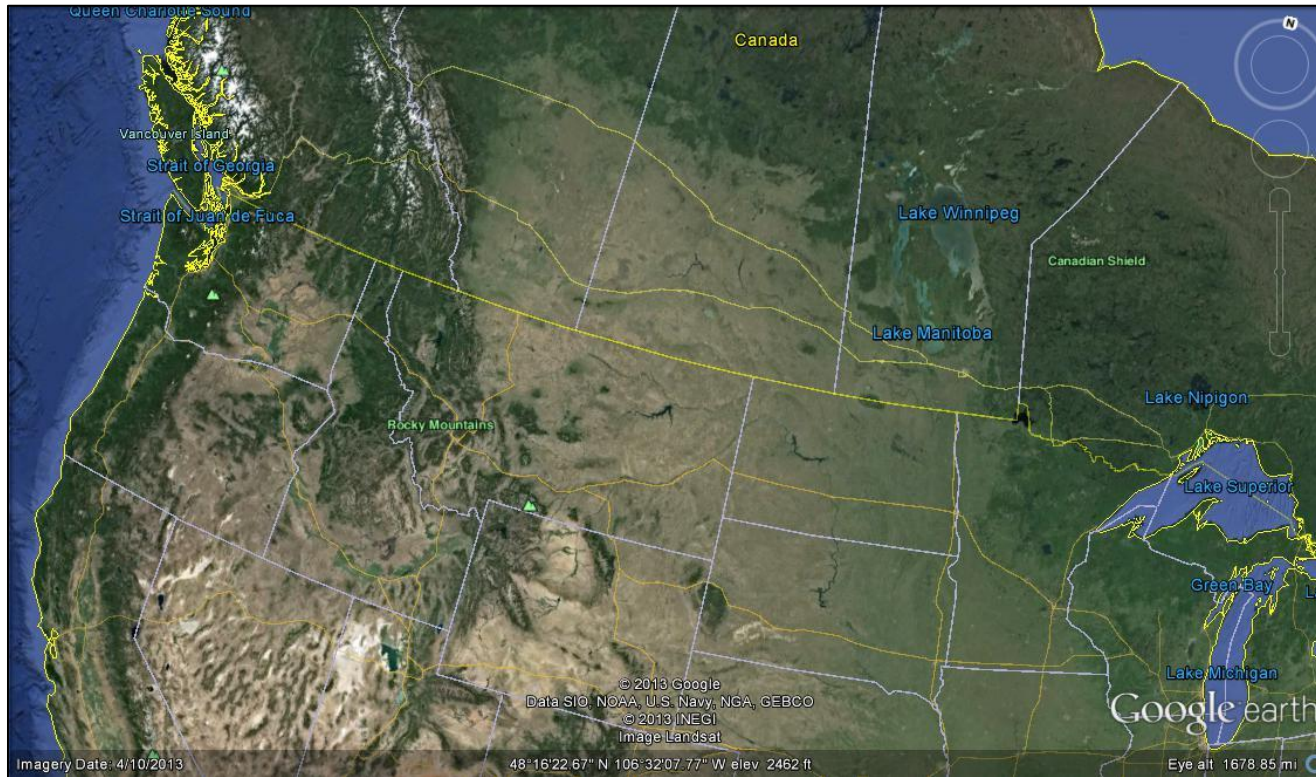 Queen Charlotte Sound
Canada
N
Vancouver Island
Strait of Georgia
Strait of Juan de Fuca
Lake Winnipeg
Canadian Shield
Lake Manitoba
Lake Nipigon
Rocky Mountains
Lake Superior
Green Bay
Lake Michigan
© 2013 Google
Data SIO, NOAA, U.S. Navy, NGA, GEBCO
© 2013 INEGI
Image Landsat
Google earth
Imagery Date: 4/10/2013
48°16'22.67" N 106°32'07.77" W elev 2462 ft
Eye alt 1678.85 mi